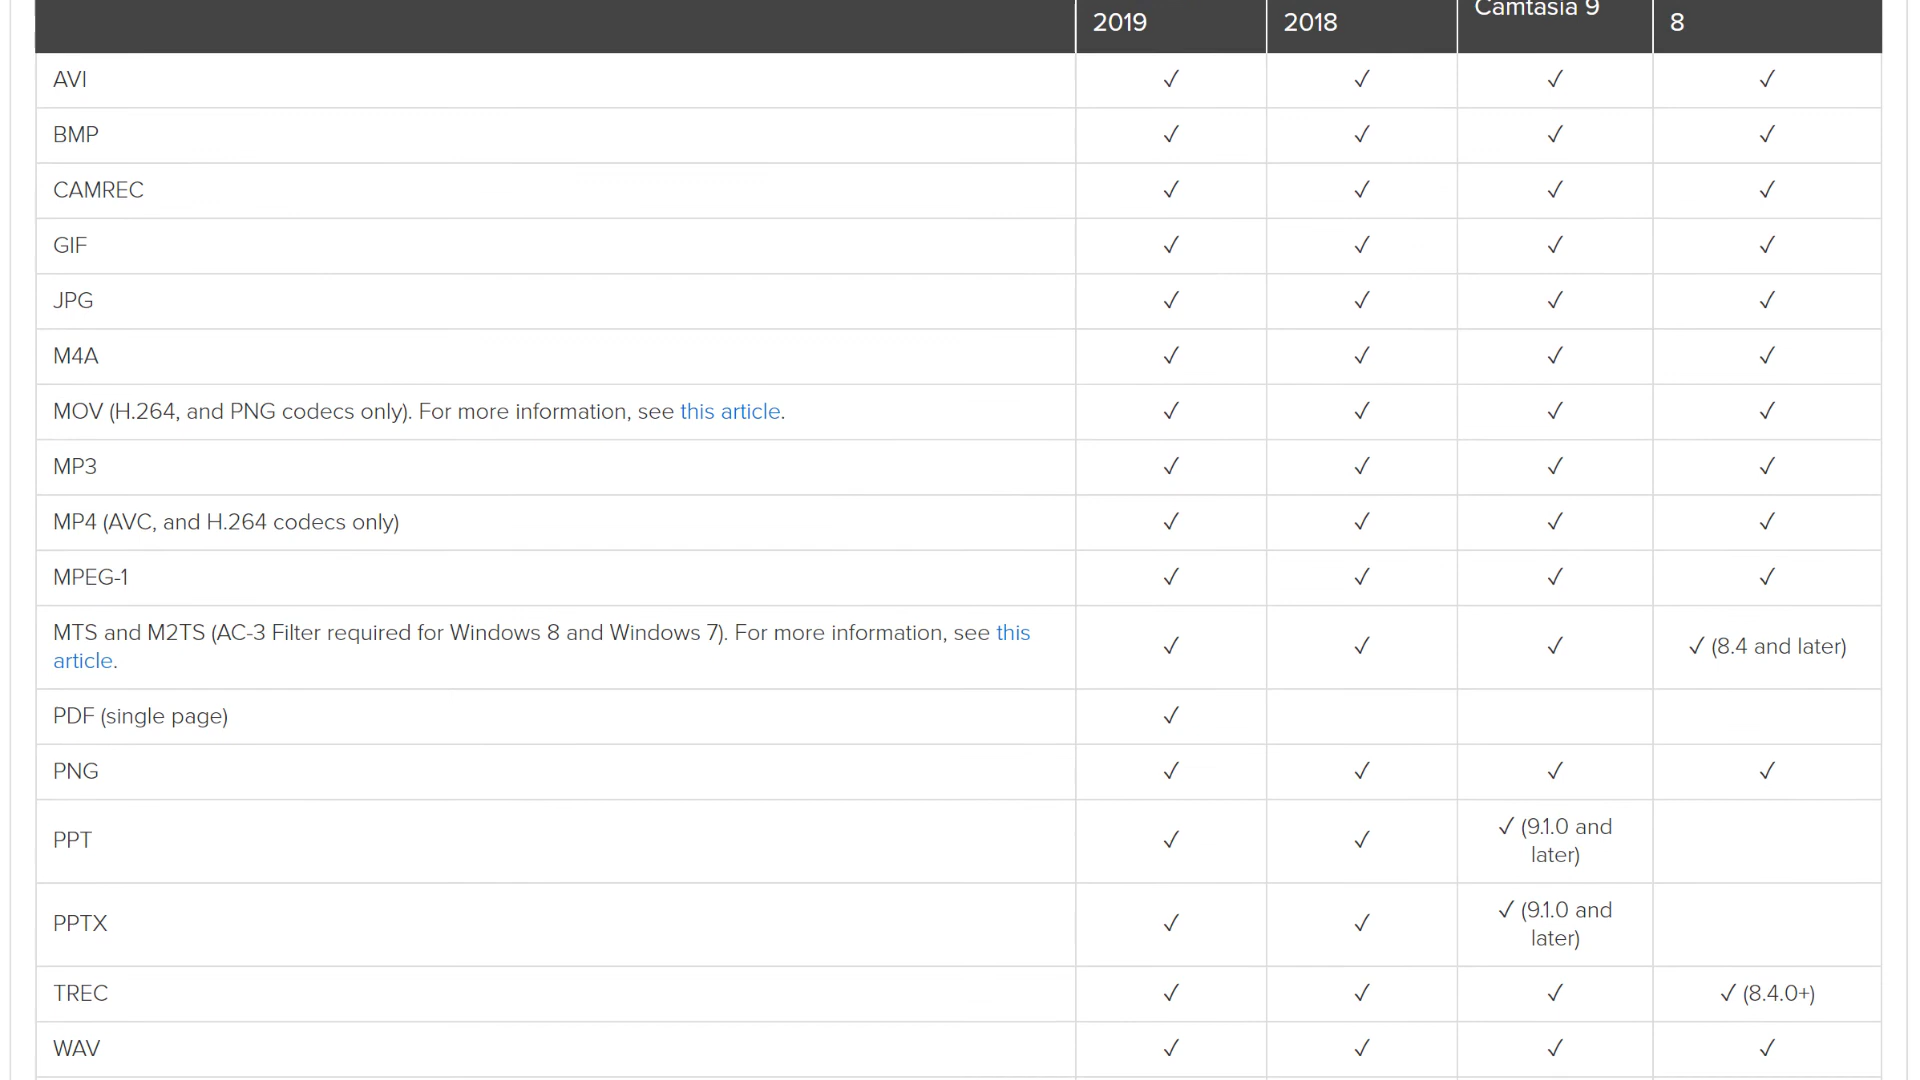 2019 2018 Camtasia 9 8
AVI ✓ ✓ ✓ ✓
BMP ✓ ✓ ✓ ✓
CAMREC ✓ ✓ ✓ ✓
GIF ✓ ✓ ✓ ✓
JPG ✓ ✓ ✓ ✓
M4A ✓ ✓ ✓ ✓
MOV (H.264, and PNG codecs only). For more information, see this article. ✓ ✓ ✓ ✓
MP3 ✓ ✓ ✓ ✓
MP4 (AVC, and H.264 codecs only) ✓ ✓ ✓ ✓
MPEG-1 ✓ ✓ ✓ ✓
MTS and M2TS (AC-3 Filter required for Windows 8 and Windows 7). For more information, see this
article. ✓ ✓ ✓ ✓ (8.4 and later)
PDF (single page) ✓
PNG ✓ ✓ ✓ ✓
PPT ✓ ✓ ✓ (9.1.0 and
later)
PPTX ✓ ✓ ✓ (9.1.0 and
later)
TREC ✓ ✓ ✓ ✓ (8.4.0+)
WAV ✓ ✓ ✓ ✓